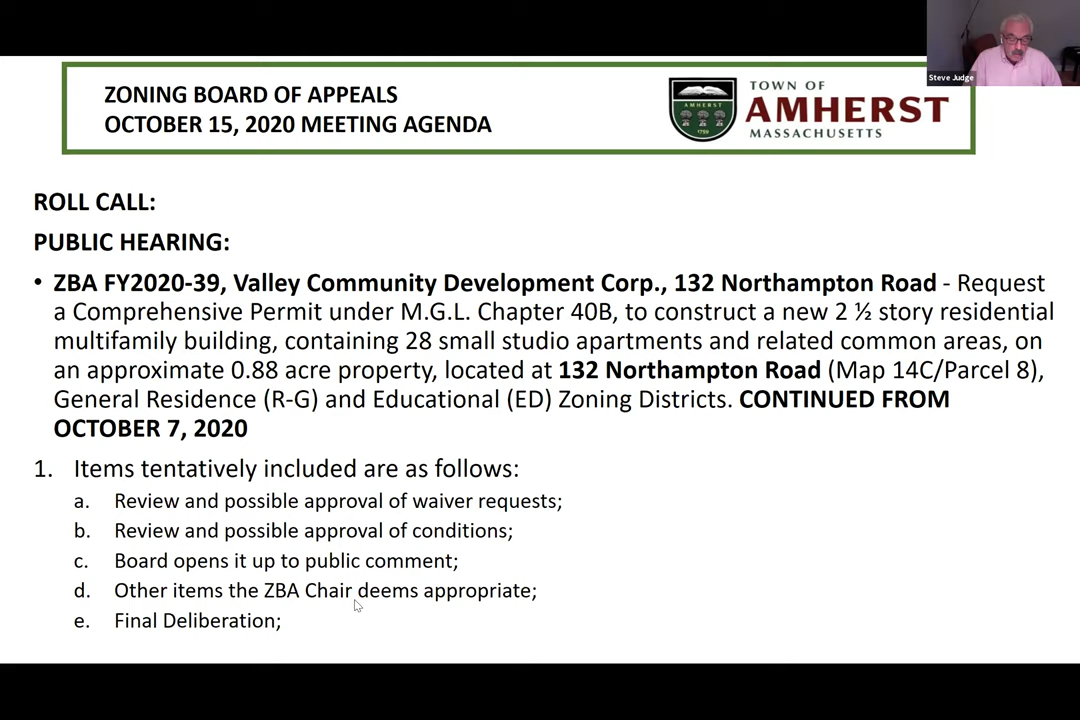 Steve Judge
ZONING BOARD OF APPEALS
OCTOBER 15, 2020 MEETING AGENDA
AMHERST
1759
TOWN OF
AMHERST
MASSACHUSETTS
ROLL CALL:
PUBLIC HEARING:
• ZBA FY2020-39, Valley Community Development Corp., 132 Northampton Road - Request
a Comprehensive Permit under M.G.L. Chapter 40B, to construct a new 2 ½ story residential
multifamily building, containing 28 small studio apartments and related common areas, on
an approximate 0.88 acre property, located at 132 Northampton Road (Map 14C/Parcel 8),
General Residence (R-G) and Educational (ED) Zoning Districts. CONTINUED FROM
OCTOBER 7, 2020
1. Items tentatively included are as follows:
a. Review and possible approval of waiver requests;
b. Review and possible approval of conditions;
c. Board opens it up to public comment;
d. Other items the ZBA Chair deems appropriate;
e. Final Deliberation;